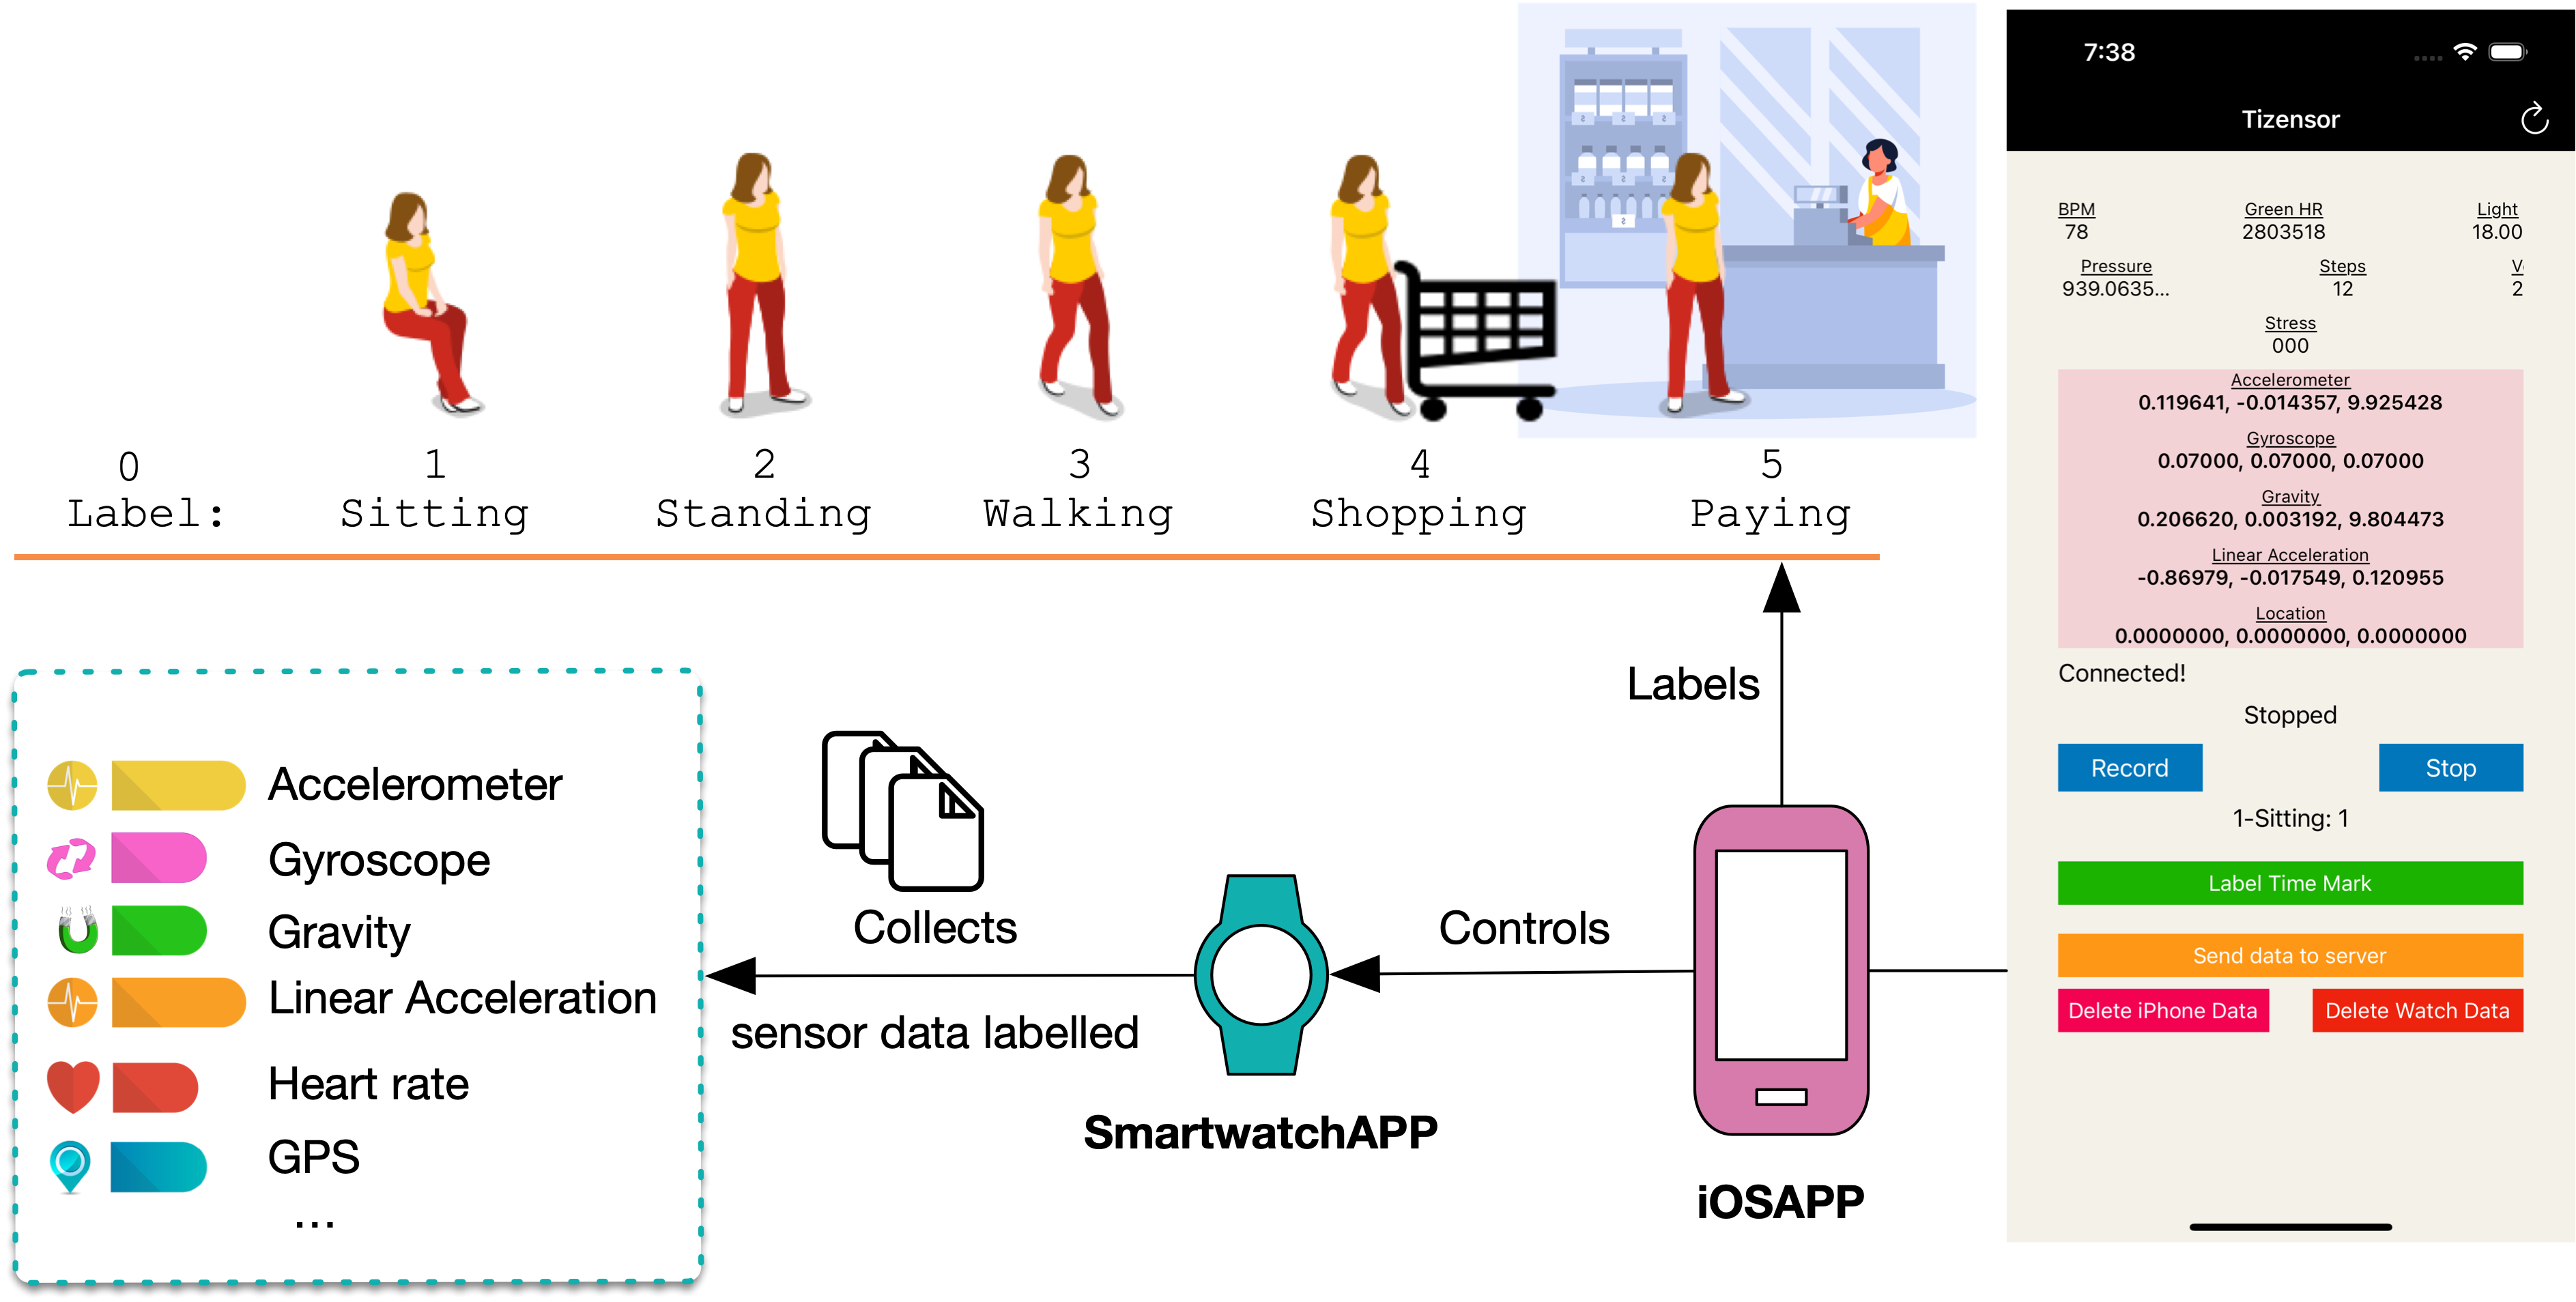 0
1
2
3
4
5
Label:
Sitting
Standing
Walking
Shopping
Paying
Labels
Accelerometer
Gyroscope
Gravity
Linear Acceleration
Heart rate
GPS
...
Collects
sensor data labelled
Controls
SmartwatchAPP
iOSAPP
7:38
Tizensor
BPM
78
Green HR
2803518
Light
18.00
Pressure
939.0635...
Steps
12
2
Stress
000
Accelerometer
0.119641, -0.014357, 9.925428
Gyroscope
0.07000, 0.07000, 0.07000
Gravity
0.206620, 0.003192, 9.804473
Linear Acceleration
-0.86979, -0.017549, 0.120955
Location
0.0000000, 0.0000000, 0.0000000
Connected!
Stopped
Record
Stop
1-Sitting: 1
Label Time Mark
Send data to server
Delete iPhone Data
Delete Watch Data